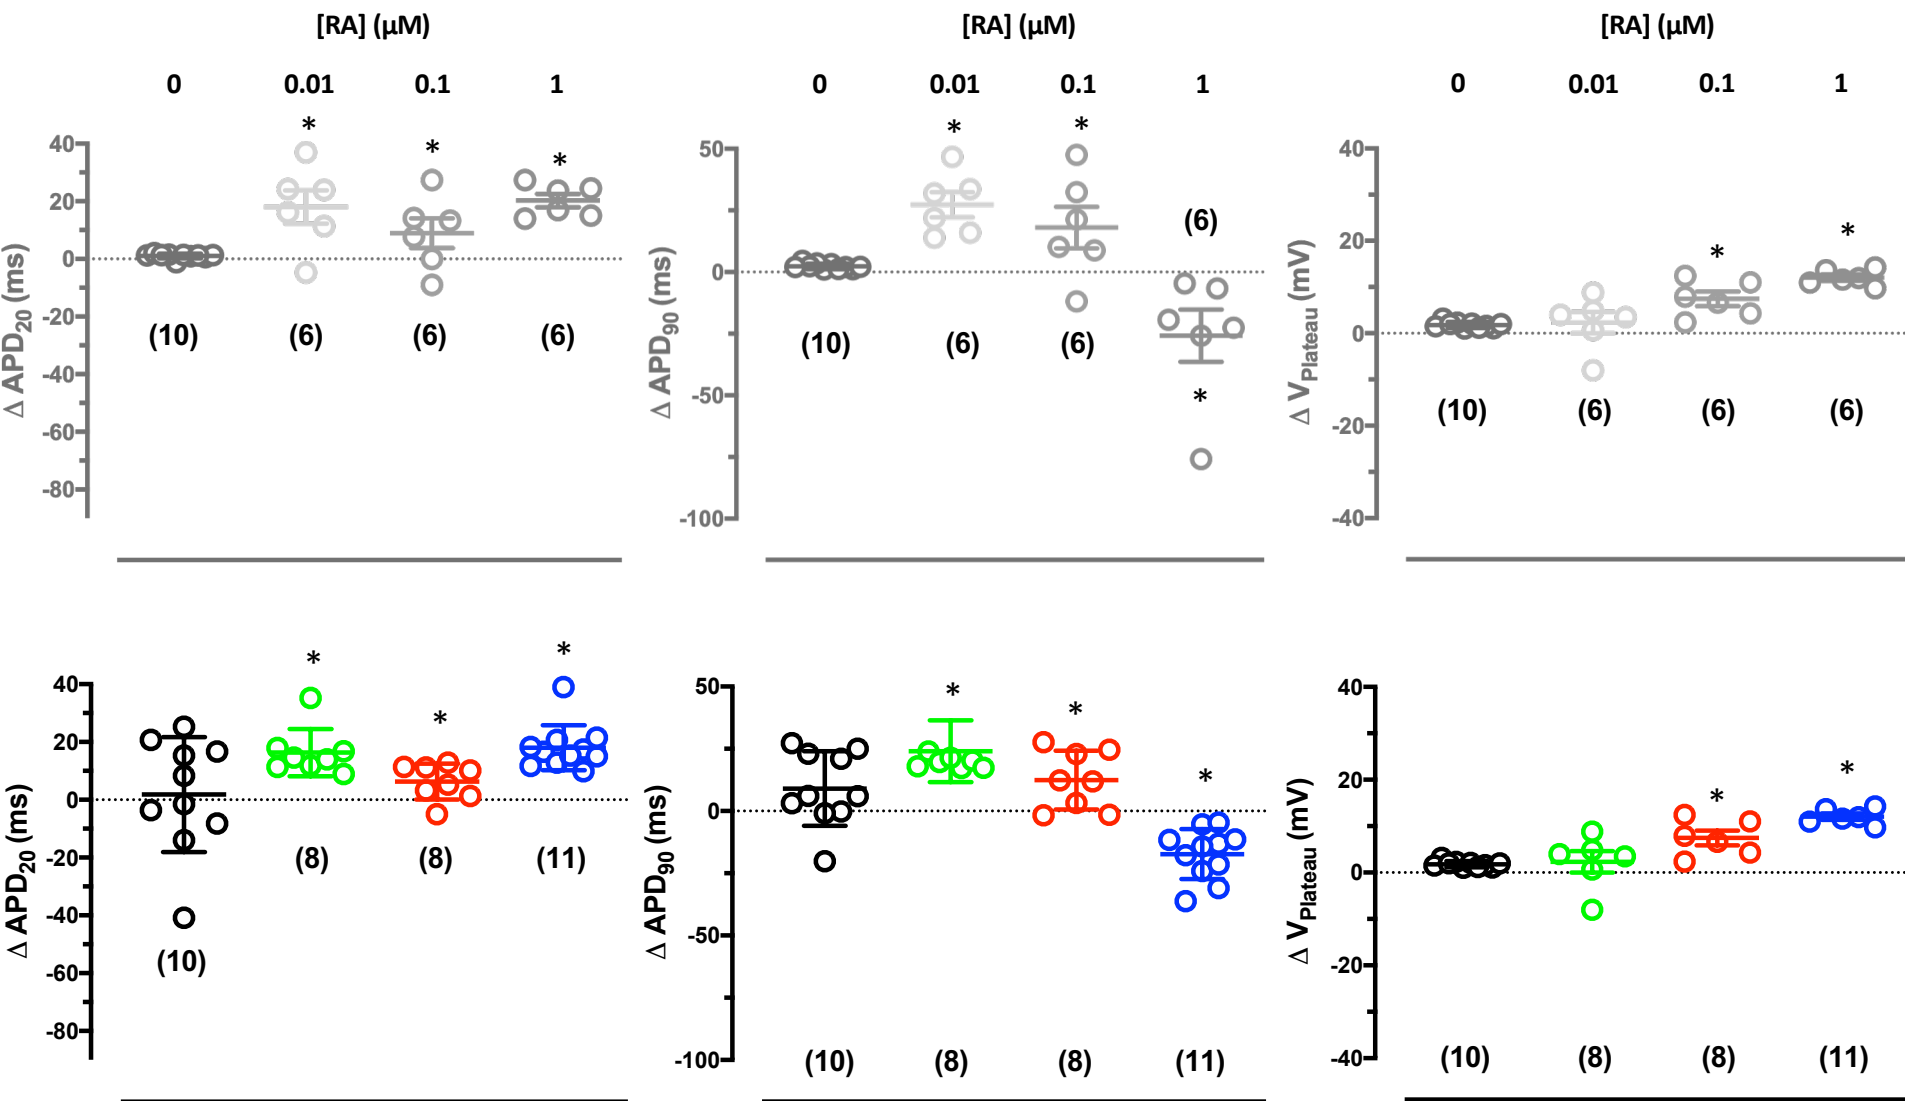 [RA] (μM) [RA] (μM) [RA] (μM)
0 0.01 0.1 1 0 0.01 0.1 1 0 0.01 0.1 1
* * * * * * * *
Δ APD20 (ms)
40
20
0
-20
-40
-60
-80
(10) (6) (6) (6)
Δ APD90 (ms)
50
0
-50
-100
(10) (6) (6) (6)
*
Δ VPlateau (mV)
40
20
0
-20
-40
(10) (6) (6) (6)
Δ APD20 (ms)
40
20
0
-20
-40
-60
-80
* * *
(10) (8) (8) (11)
Δ APD90 (ms)
50
0
-50
-100
* * *
(10) (8) (8) (11)
Δ VPlateau (mV)
40
20
0
-20
-40
* *
(10) (8) (8) (11)